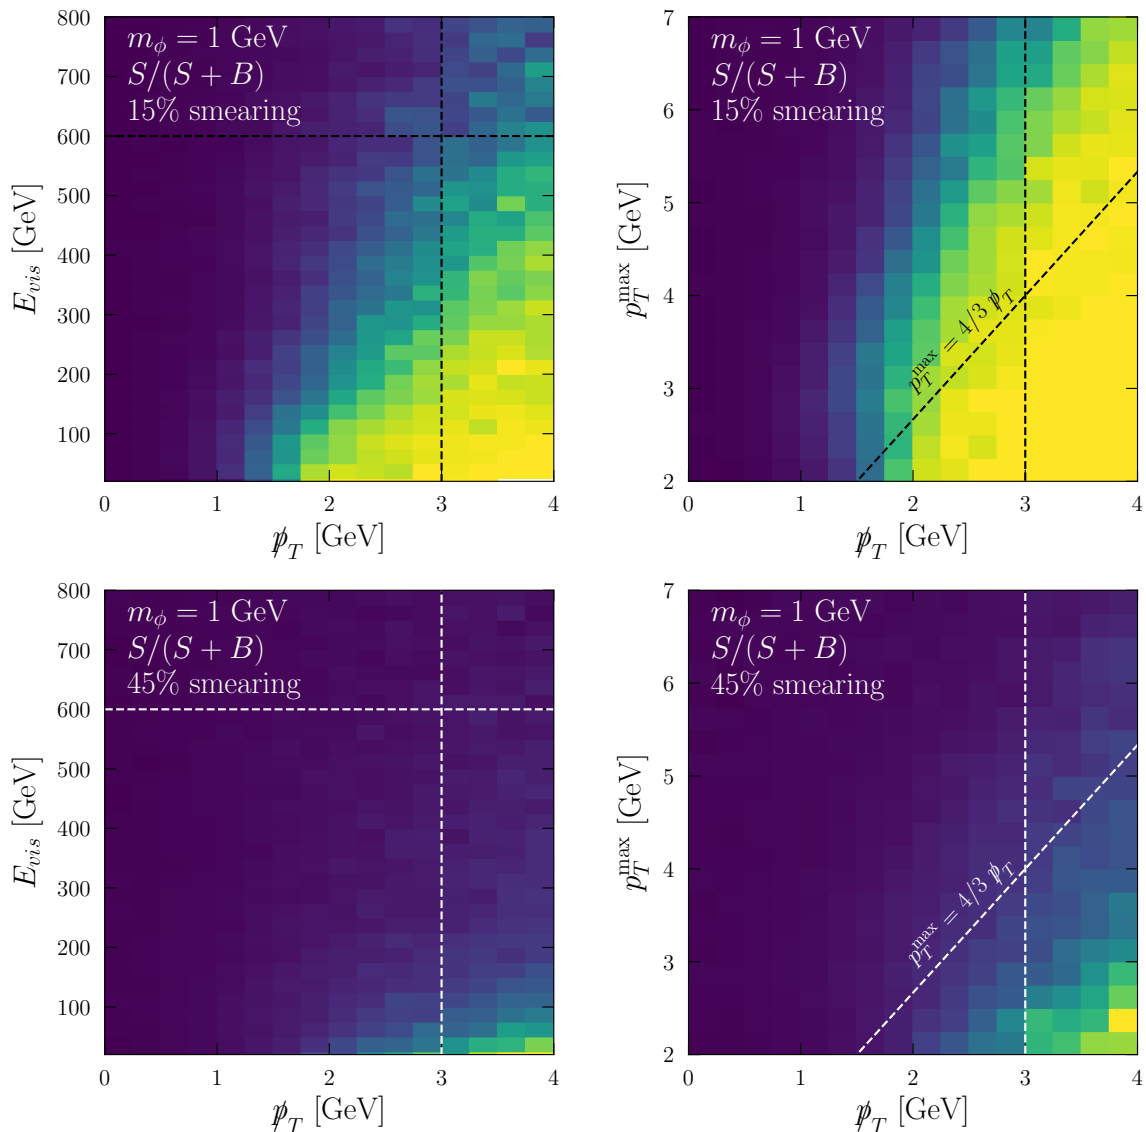 800
700
600
500
400
300
200
100
E_vis [GeV]
m_ϕ = 1 GeV
S/(S + B)
15% smearing
0 1 2 3 4
p̸_T [GeV]
7
6
5
4
3
2
p_T^max [GeV]
m_ϕ = 1 GeV
S/(S + B)
15% smearing
p_T^max = 4/3 p̸_T
0 1 2 3 4
p̸_T [GeV]
800
700
600
500
400
300
200
100
E_vis [GeV]
m_ϕ = 1 GeV
S/(S + B)
45% smearing
0 1 2 3 4
p̸_T [GeV]
7
6
5
4
3
2
p_T^max [GeV]
m_ϕ = 1 GeV
S/(S + B)
45% smearing
p_T^max = 4/3 p̸_T
0 1 2 3 4
p̸_T [GeV]